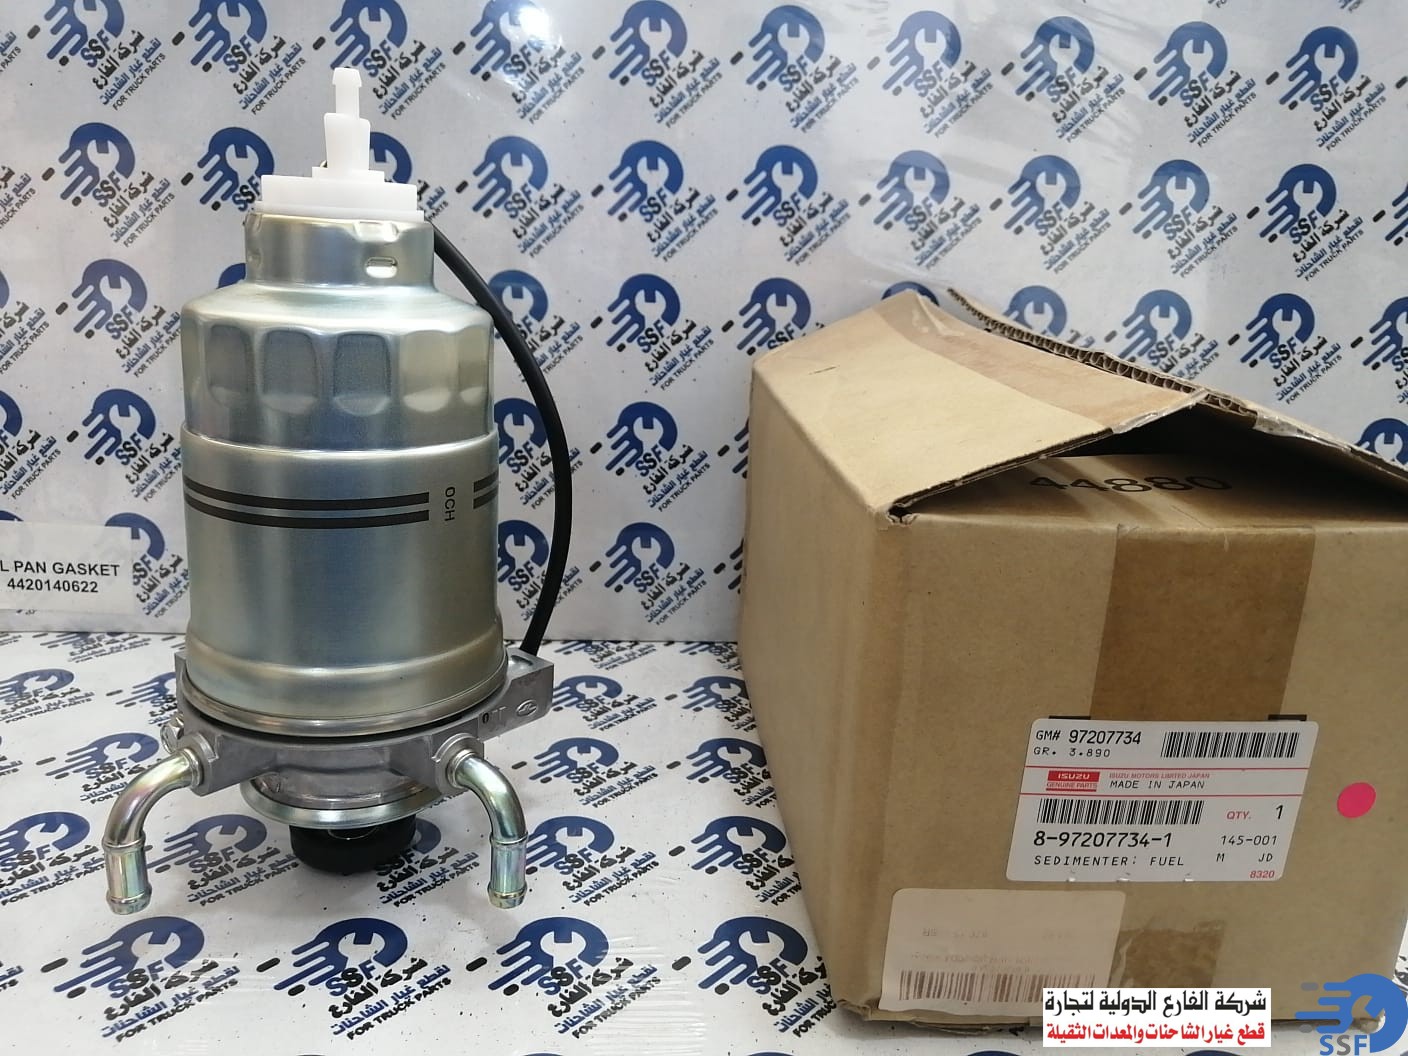 SSF
شركة الفارع
لقطع غيار الشاحنات
FOR TRUCK PARTS
L PAN GASKET
4420140622
DCH
44880
GM# 97207734
GR. 3.890
ISUZU
GENUINE PARTS
ISUZU MOTORS LIMITED JAPAN
MADE IN JAPAN
QTY. 1
8-97207734-1
145-001
SEDIMENTER: FUEL
M JD
8320
شركة الفارع الدولية لتجارة
قطع غيار الشاحنات والمعدات الثقيلة
SSF